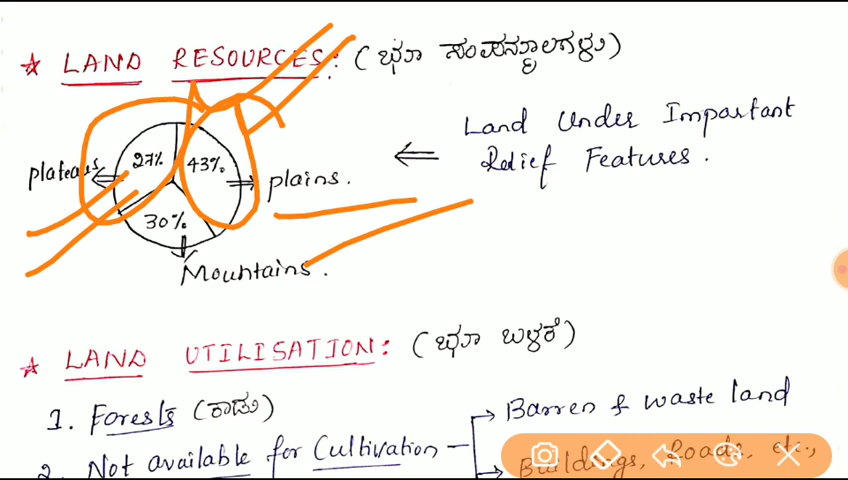 ★ LAND RESOURCES: (ಭೂ ಸಂಪನ್ಮೂಲಗಳು)
Land Under Important
Relief Features.
27%
43%
30%
Plateaus
plains.
Mountains.
★ LAND UTILISATION: (ಭೂ ಬಳಕೆ)
1. Forests (ಕಾಡು)
2. Not available for Cultivation
Barren & waste land
Buildings, Roads, etc.,